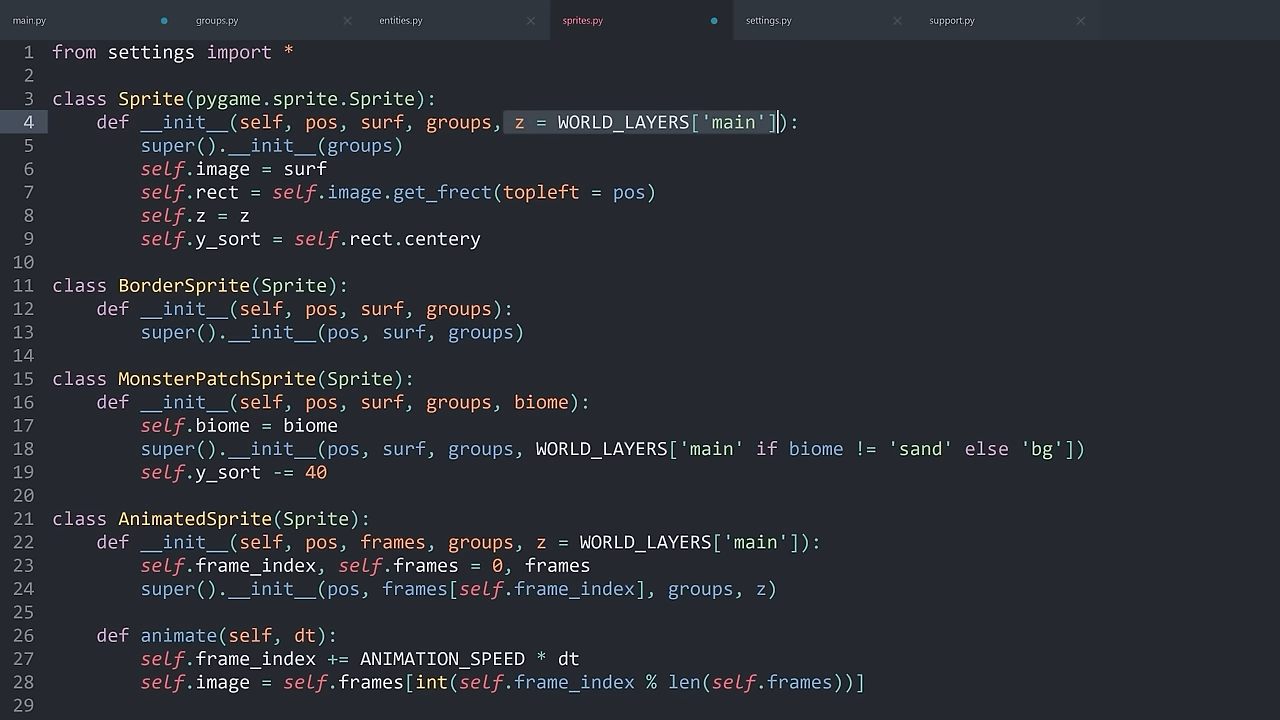 main.py groups.py entities.py sprites.py settings.py support.py
1 from settings import *
2
3 class Sprite(pygame.sprite.Sprite):
4     def __init__(self, pos, surf, groups, z = WORLD_LAYERS['main']):
5         super().__init__(groups)
6         self.image = surf
7         self.rect = self.image.get_frect(topleft = pos)
8         self.z = z
9         self.y_sort = self.rect.centery
10
11 class BorderSprite(Sprite):
12     def __init__(self, pos, surf, groups):
13         super().__init__(pos, surf, groups)
14
15 class MonsterPatchSprite(Sprite):
16     def __init__(self, pos, surf, groups, biome):
17         self.biome = biome
18         super().__init__(pos, surf, groups, WORLD_LAYERS['main' if biome != 'sand' else 'bg'])
19         self.y_sort -= 40
20
21 class AnimatedSprite(Sprite):
22     def __init__(self, pos, frames, groups, z = WORLD_LAYERS['main']):
23         self.frame_index, self.frames = 0, frames
24         super().__init__(pos, frames[self.frame_index], groups, z)
25
26     def animate(self, dt):
27         self.frame_index += ANIMATION_SPEED * dt
28         self.image = self.frames[int(self.frame_index % len(self.frames))]
29